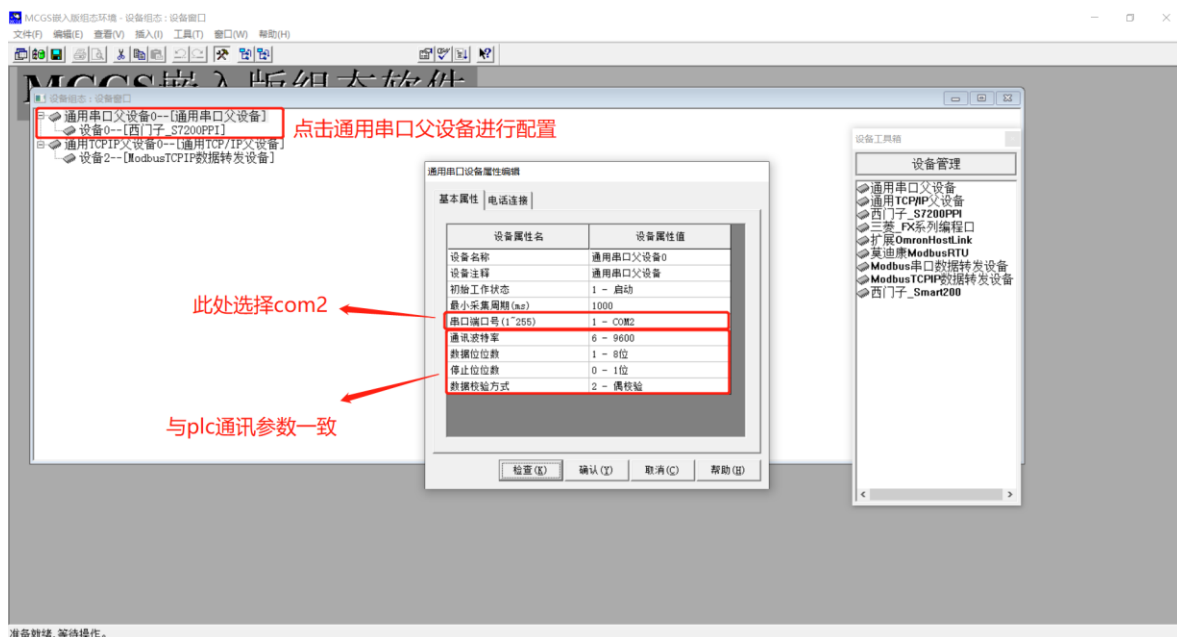 MCGS嵌入版组态环境 - 设备组态 : 设备窗口
文件(F) 编辑(E) 查看(V) 插入(I) 工具(T) 窗口(W) 帮助(H)
MCGS嵌入版组态软件
设备组态 : 设备窗口
通用串口父设备0--[通用串口父设备]
设备0--[西门子_S7200PPI]
通用TCPIP父设备0--[通用TCP/IP父设备]
设备2--[ModbusTCPIP数据转发设备]
点击通用串口父设备进行配置
通用串口设备属性编辑
基本属性 电话连接
设备属性名 设备属性值
设备名称 通用串口父设备0
设备注释 通用串口父设备
初始工作状态 1 - 启动
最小采集周期(ms) 1000
串口端口号(1~255) 1 - COM2
通讯波特率 6 - 9600
数据位位数 1 - 8位
停止位位数 0 - 1位
数据校验方式 2 - 偶校验
检查(K) 确认(Y) 取消(C) 帮助(H)
此处选择com2
与plc通讯参数一致
设备工具箱
设备管理
通用串口父设备
通用TCP/IP父设备
西门子_S7200PPI
三菱_FX系列编程口
扩展OmronHostLink
莫迪康ModbusRTU
Modbus串口数据转发设备
ModbusTCPIP数据转发设备
西门子_Smart200
准备就绪,等待操作。